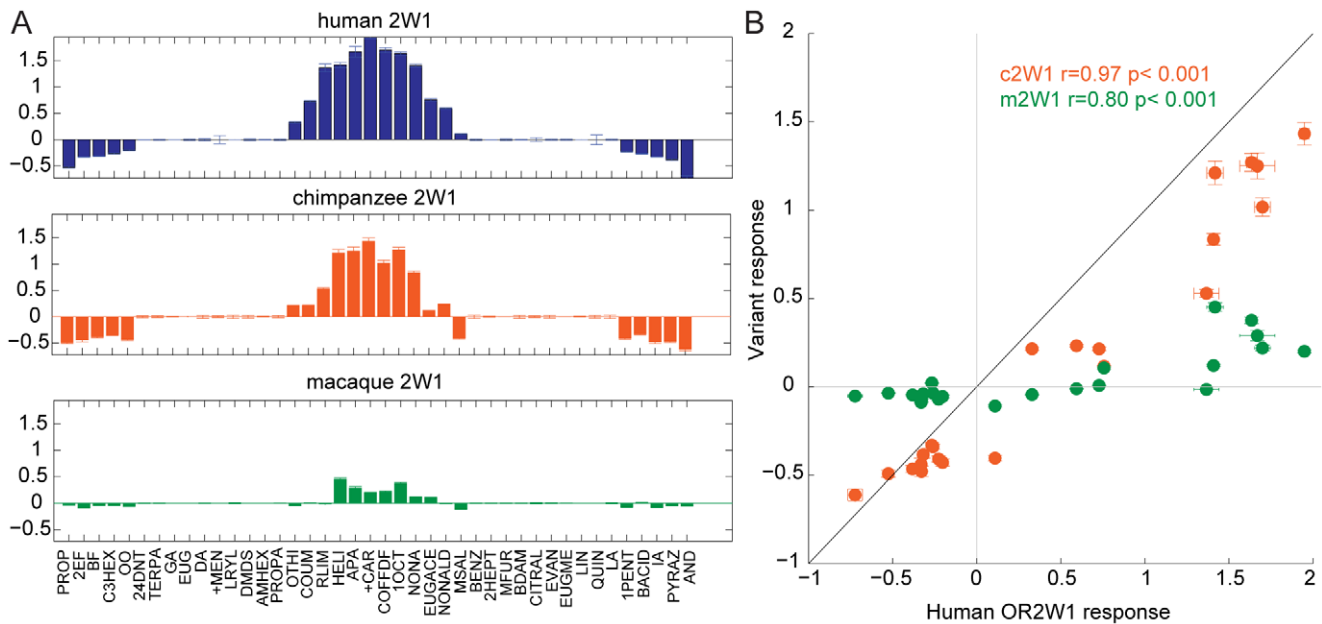 A
human 2W1
1.5
1
0.5
0
−0.5
chimpanzee 2W1
1.5
1
0.5
0
−0.5
macaque 2W1
1.5
1
0.5
0
−0.5
PROP
2EF
BF
C3HEX
OO
24DNT
TERPA
GA
EUG
DA
+MEN
LRYL
DMDS
AMHEX
PROPA
OTHI
COUM
RLIM
HELI
APA
+CAR
COFFDF
1OCT
NONA
EUGACE
NONALD
MSAL
BENZ
2HEPT
MFUR
BDAM
CITRAL
EVAN
EUGME
LIN
QUIN
LA
1PENT
BACID
IA
PYRAZ
AND
B
c2W1 r=0.97 p< 0.001
m2W1 r=0.80 p< 0.001
Variant response
2
1.5
1
0.5
0
−0.5
−1
−1 −0.5 0 0.5 1 1.5 2
Human OR2W1 response